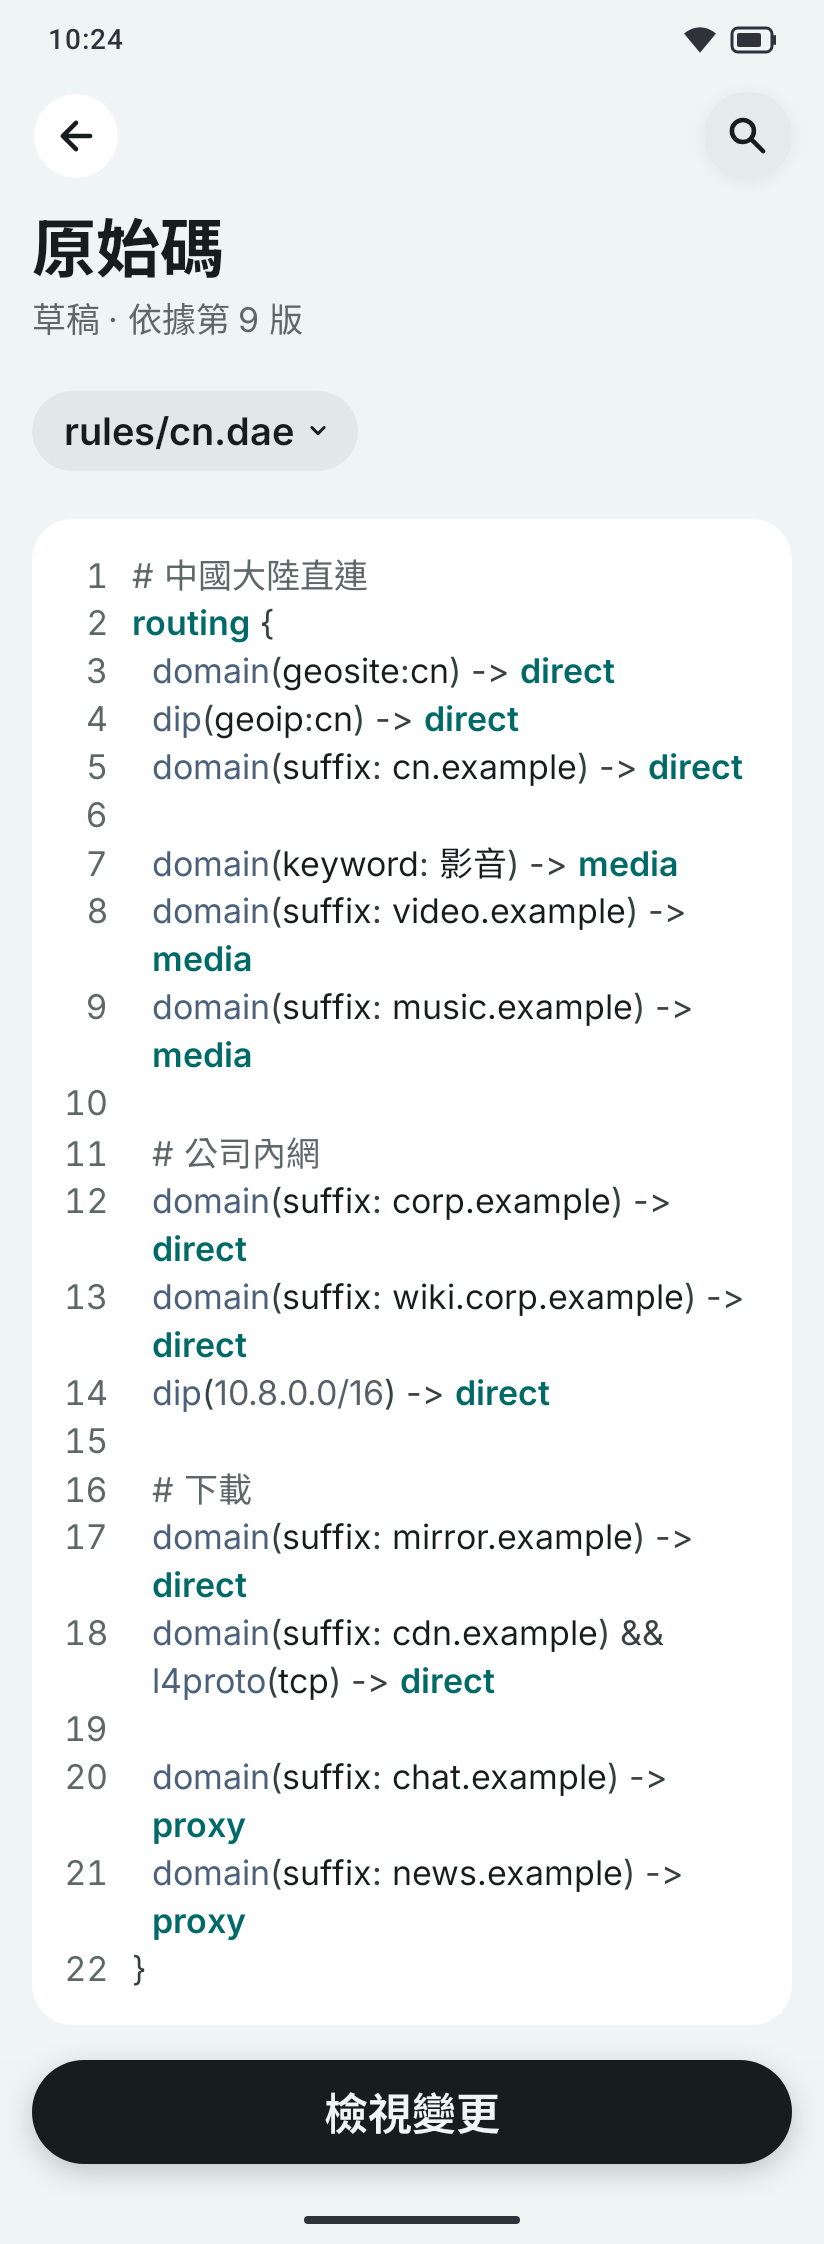 10:24
原始碼
草稿 · 依據第 9 版
rules/cn.dae
1 # 中國大陸直連
2 routing {
3 domain(geosite:cn) -> direct
4 dip(geoip:cn) -> direct
5 domain(suffix: cn.example) -> direct
6
7 domain(keyword: 影音) -> media
8 domain(suffix: video.example) ->
media
9 domain(suffix: music.example) ->
media
10
11 # 公司內網
12 domain(suffix: corp.example) ->
direct
13 domain(suffix: wiki.corp.example) ->
direct
14 dip(10.8.0.0/16) -> direct
15
16 # 下載
17 domain(suffix: mirror.example) ->
direct
18 domain(suffix: cdn.example) &&
l4proto(tcp) -> direct
19
20 domain(suffix: chat.example) ->
proxy
21 domain(suffix: news.example) ->
proxy
22 }
檢視變更